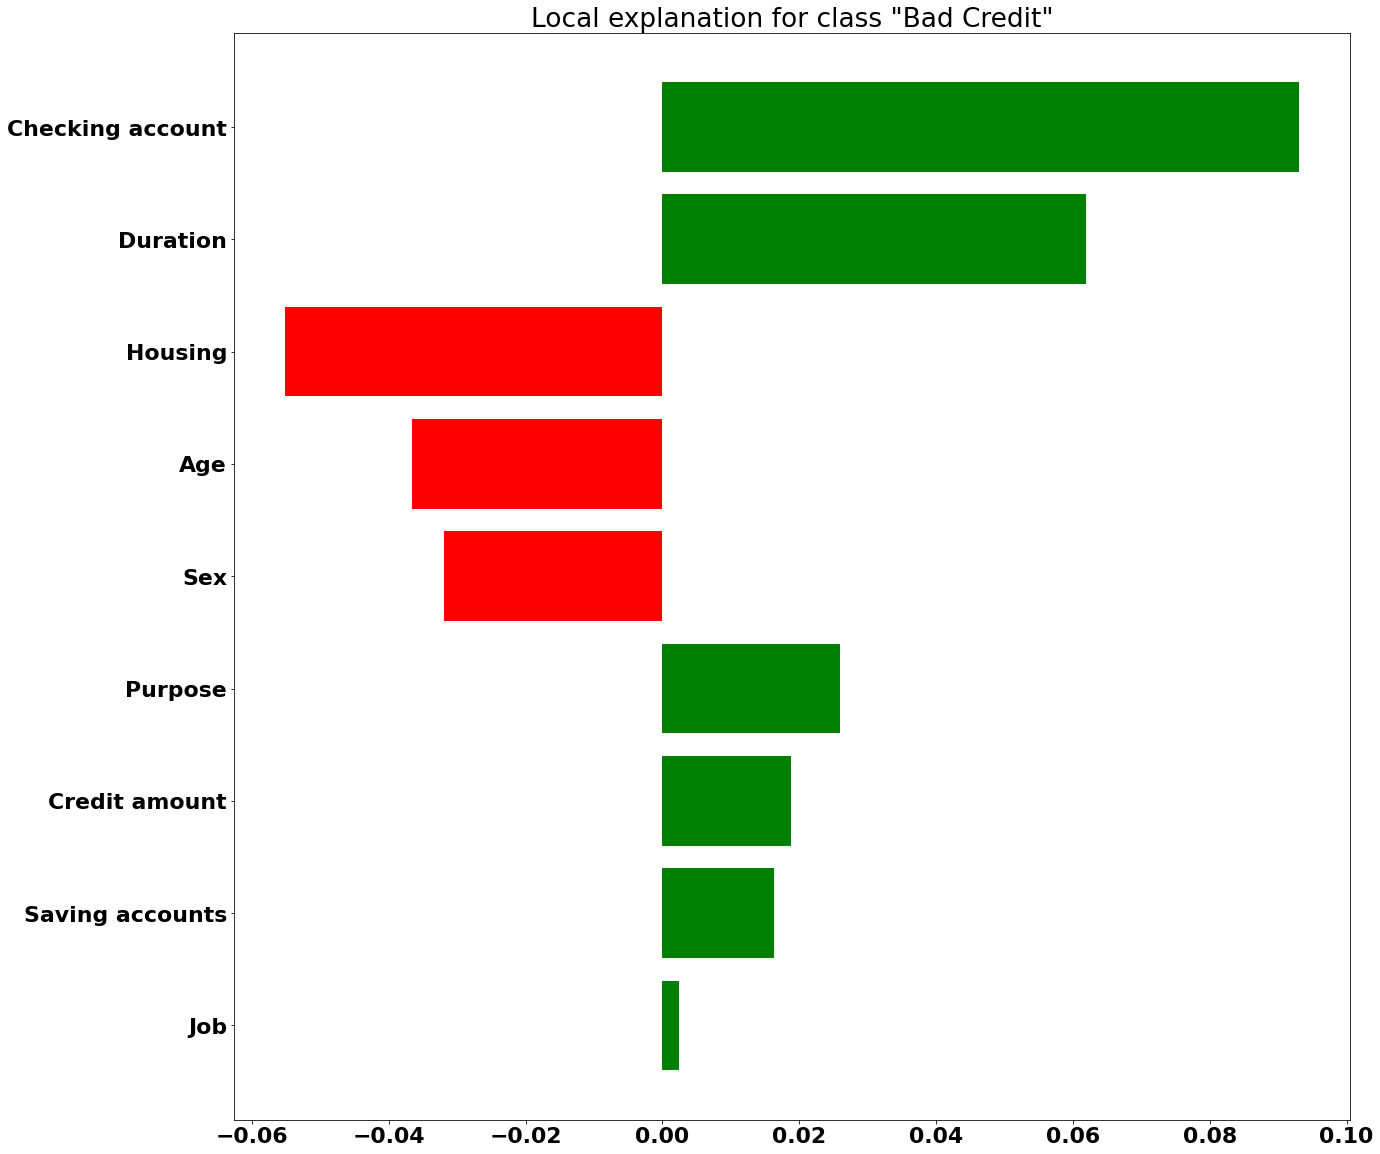 Local explanation for class "Bad Credit"
Checking account
Duration
Housing
Age
Sex
Purpose
Credit amount
Saving accounts
Job
−0.06 −0.04 −0.02 0.00 0.02 0.04 0.06 0.08 0.10